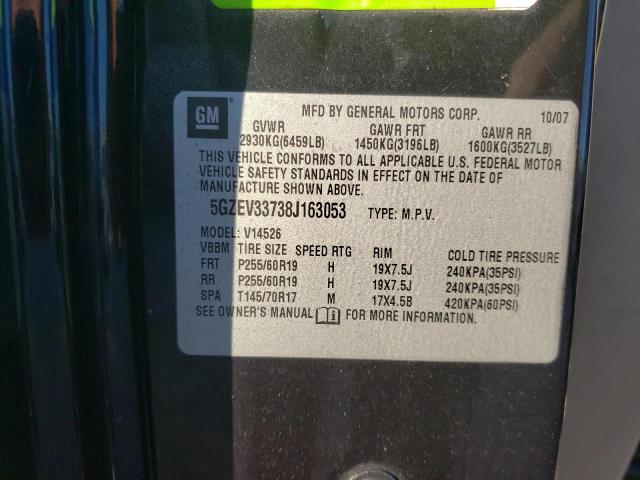 GM
MFD BY GENERAL MOTORS CORP. 10/07
GVWR GAWR FRT GAWR RR
2930KG(6459LB) 1450KG(3196LB) 1600KG(3527LB)
THIS VEHICLE CONFORMS TO ALL APPLICABLE U.S. FEDERAL MOTOR
VEHICLE SAFETY STANDARDS IN EFFECT ON THE DATE OF
MANUFACTURE SHOWN ABOVE.
5GZEV33738J163053 TYPE: M.P.V.
MODEL: V14526
VBBM TIRE SIZE SPEED RTG RIM COLD TIRE PRESSURE
FRT P255/60R19 H 19X7.5J 240KPA(35PSI)
RR P255/60R19 H 19X7.5J 240KPA(35PSI)
SPA T145/70R17 M 17X4.5B 420KPA(60PSI)
SEE OWNER'S MANUAL FOR MORE INFORMATION.